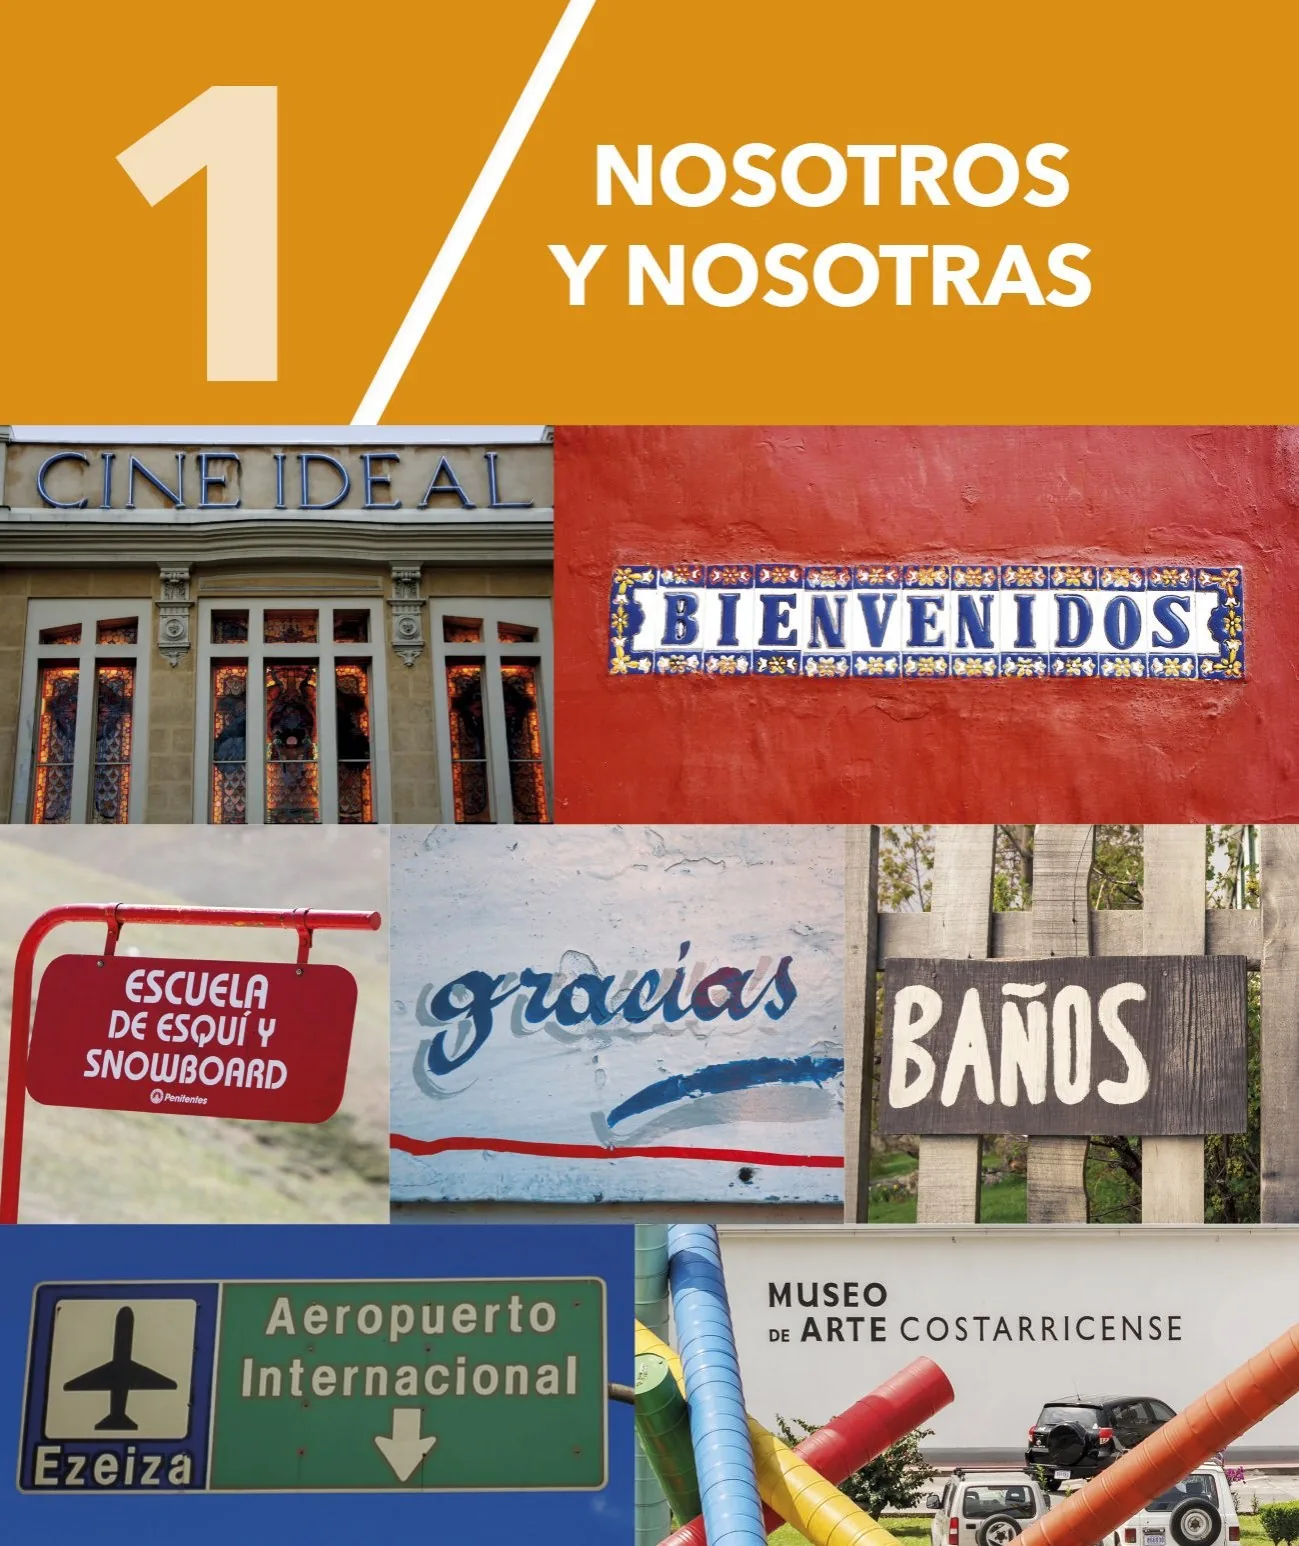 1
NOSOTROS
Y NOSOTRAS
CINE IDEAL
BIENVENIDOS
ESCUELA
DE ESQUÍ Y
SNOWBOARD
Penitentes
gracias
BAÑOS
Aeropuerto
Internacional
Ezeiza
MUSEO
DE ARTE COSTARRICENSE